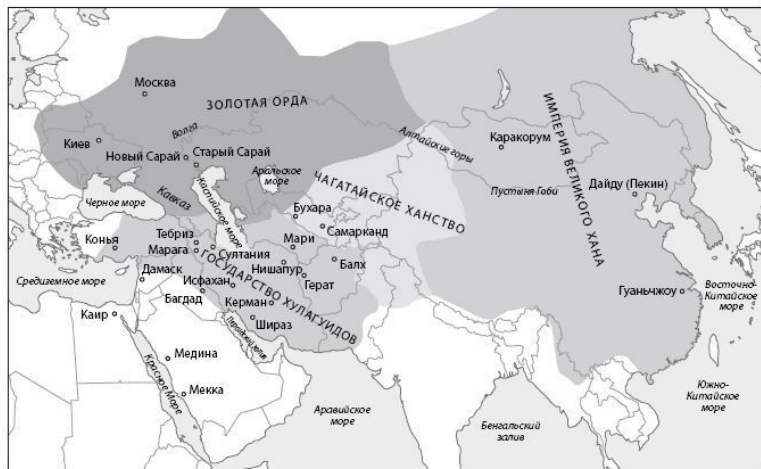 Москва
ЗОЛОТАЯ ОРДА
Волга
Киев
Новый Сарай
Старый Сарай
Алтайские горы
Каракорум
ИМПЕРИЯ ВЕЛИКОГО ХАНА
Аральское
море
Кавказ
Каспийское море
ЧАГАТАЙСКОЕ ХАНСТВО
Пустыня Гоби
Дайду (Пекин)
Черное море
Бухара
Самарканд
Конья
Тебриз
Марага
Султания
Мари
Нишапур
Балх
Герат
ГОСУДАРСТВО ХУЛАГУИДОВ
Средиземное море
Дамаск
Исфахан
Багдад
Керман
Шираз
Гуаньчжоу
Восточно-
Китайское
море
Каир
Персидский залив
Медина
Красное Море
Мекка
Аравийское
море
Бенгальский
залив
Южно-
Китайское
море